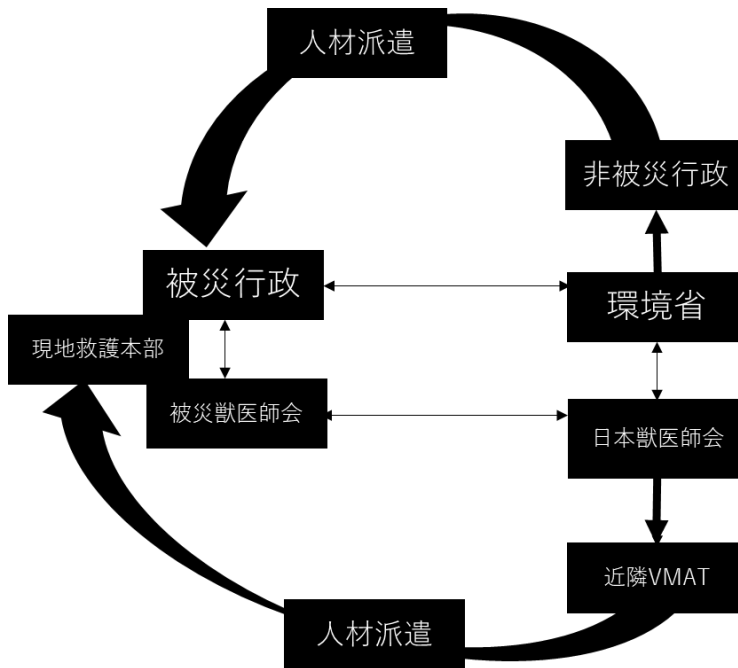 人材派遣
非被災行政
被災行政
環境省
現地救護本部
被災獣医師会
日本獣医師会
近隣VMAT
人材派遣